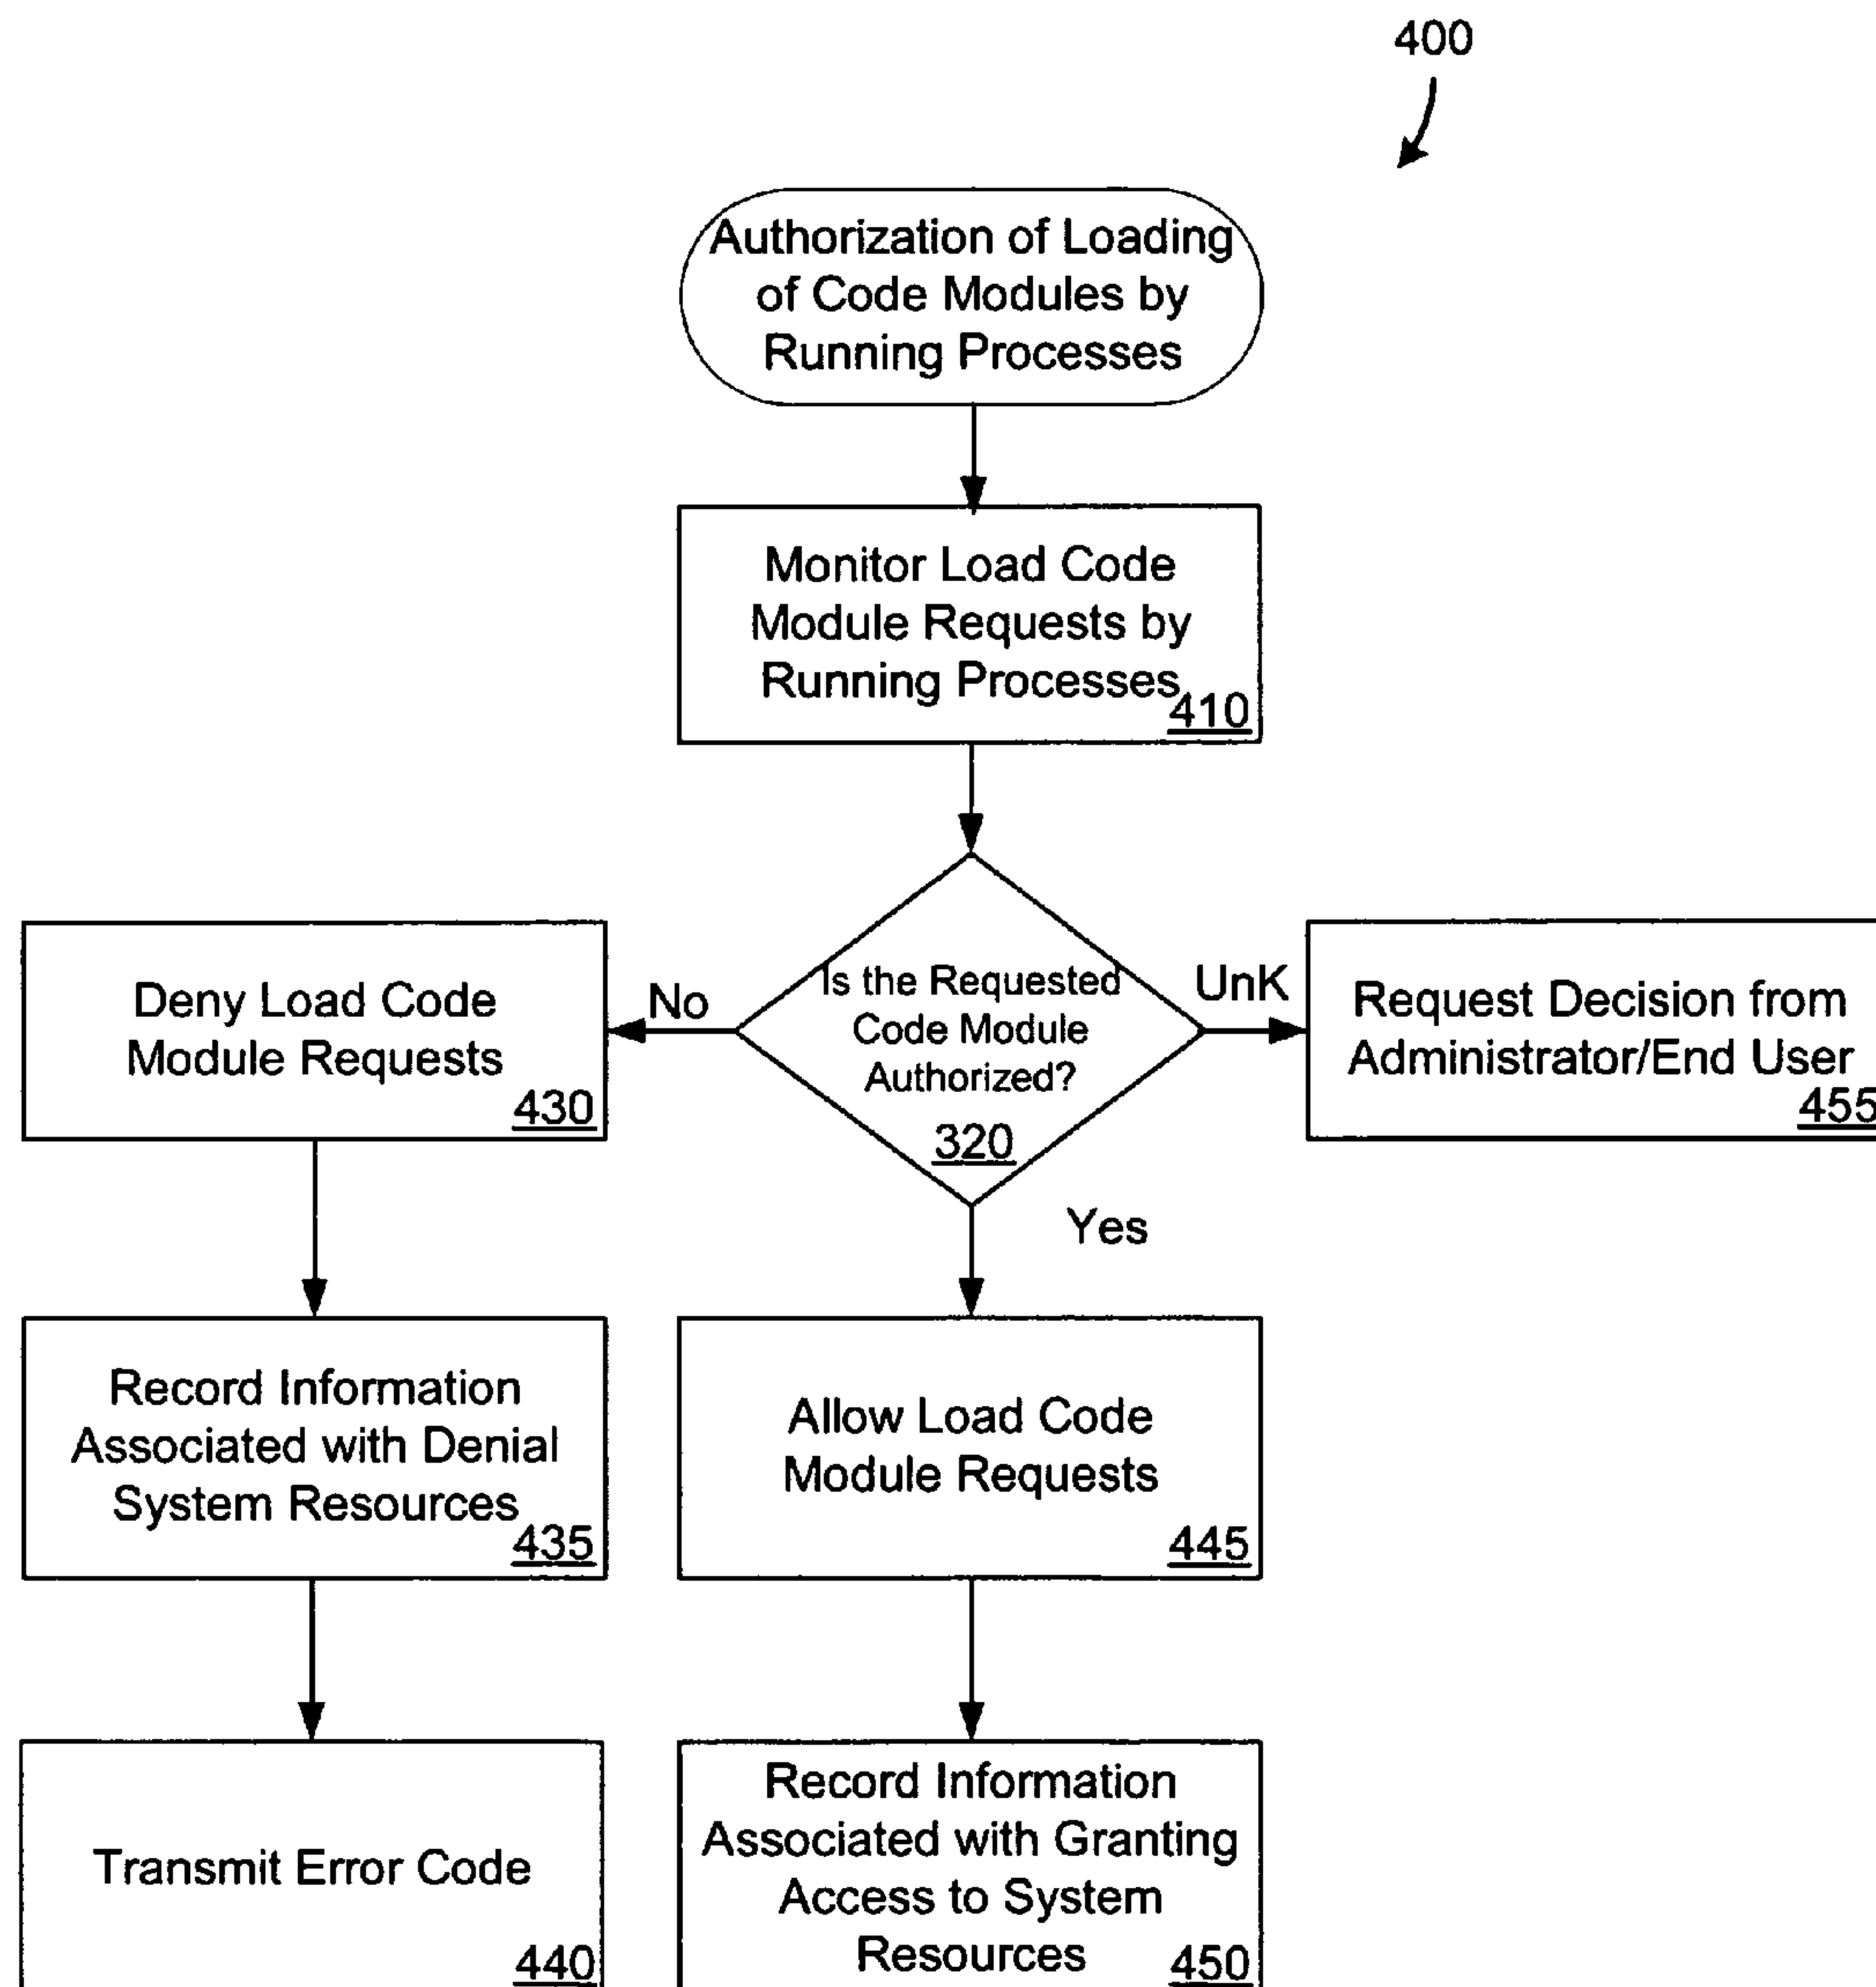 400
Authorization of Loading
of Code Modules by
Running Processes
Monitor Load Code
Module Requests by
Running Processes
410
Deny Load Code
Module Requests
430
No
Is the Requested
Code Module
Authorized?
320
UnK
Request Decision from
Administrator/End User
455
Yes
Record Information
Associated with Denial
System Resources
435
Allow Load Code
Module Requests
445
Transmit Error Code
440
Record Information
Associated with Granting
Access to System
Resources
450